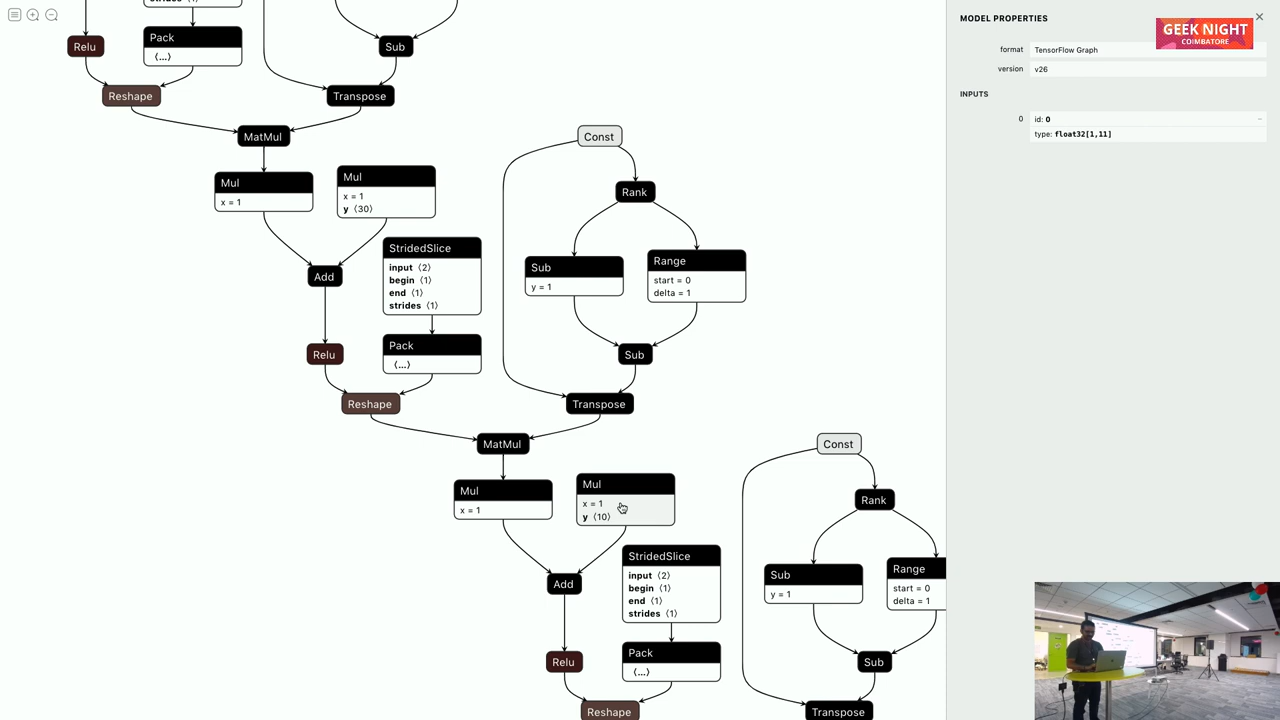 strides ⟨1⟩
Relu
Pack
⟨...⟩
Sub
Reshape
Transpose
MatMul
Mul
x = 1
Mul
x = 1
y ⟨30⟩
Add
StridedSlice
input ⟨2⟩
begin ⟨1⟩
end ⟨1⟩
strides ⟨1⟩
Relu
Pack
⟨...⟩
Reshape
Const
Rank
Sub
y = 1
Range
start = 0
delta = 1
Sub
Transpose
MatMul
Mul
x = 1
Mul
x = 1
y ⟨10⟩
Add
StridedSlice
input ⟨2⟩
begin ⟨1⟩
end ⟨1⟩
strides ⟨1⟩
Relu
Pack
⟨...⟩
Reshape
Const
Rank
Sub
y = 1
Range
start = 0
delta = 1
Sub
Transpose
MODEL PROPERTIES
GEEK NIGHT
COIMBATORE
format
TensorFlow Graph
version
v26
INPUTS
0
id: 0
type: float32[1,11]